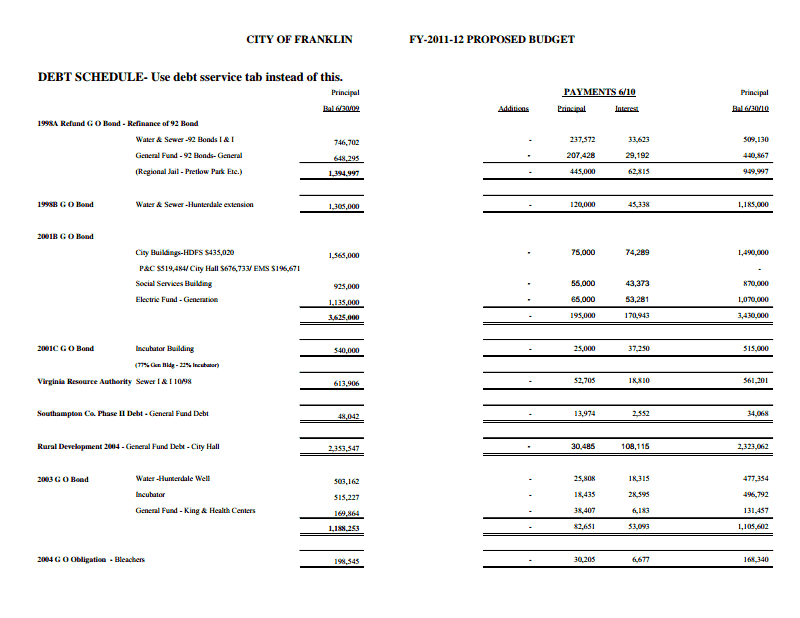 CITY OF FRANKLIN FY-2011-12 PROPOSED BUDGET
DEBT SCHEDULE- Use debt sservice tab instead of this.
Principal PAYMENTS 6/10 Principal
Bal 6/30/09 Additions Principal Interest Bal 6/30/10
1998A Refund G O Bond - Refinance of 92 Bond
Water & Sewer -92 Bonds I & I 746,702 - 237,572 33,623 509,130
General Fund - 92 Bonds- General 648,295 - 207,428 29,192 440,867
(Regional Jail - Pretlow Park Etc.) 1,394,997 - 445,000 62,815 949,997
1998B G O Bond Water & Sewer -Hunterdale extension 1,305,000 - 120,000 45,338 1,185,000
2001B G O Bond
City Buildings-HDFS $435,020 1,565,000 - 75,000 74,289 1,490,000
P&C $519,484/ City Hall $676,733/ EMS $196,671 -
Social Services Building 925,000 - 55,000 43,373 870,000
Electric Fund - Generation 1,135,000 - 65,000 53,281 1,070,000
3,625,000 - 195,000 170,943 3,430,000
2001C G O Bond Incubator Building 540,000 - 25,000 37,250 515,000
(77% Gen Bldg - 22% Incubator)
Virginia Resource Authority Sewer I & I 10/98 613,906 - 52,705 18,810 561,201
Southampton Co. Phase II Debt - General Fund Debt 48,042 - 13,974 2,552 34,068
Rural Development 2004 - General Fund Debt - City Hall 2,353,547 - 30,485 108,115 2,323,062
2003 G O Bond Water -Hunterdale Well 503,162 - 25,808 18,315 477,354
Incubator 515,227 - 18,435 28,595 496,792
General Fund - King & Health Centers 169,864 - 38,407 6,183 131,457
1,188,253 - 82,651 53,093 1,105,602
2004 G O Obligation - Bleachers 198,545 - 30,205 6,677 168,340